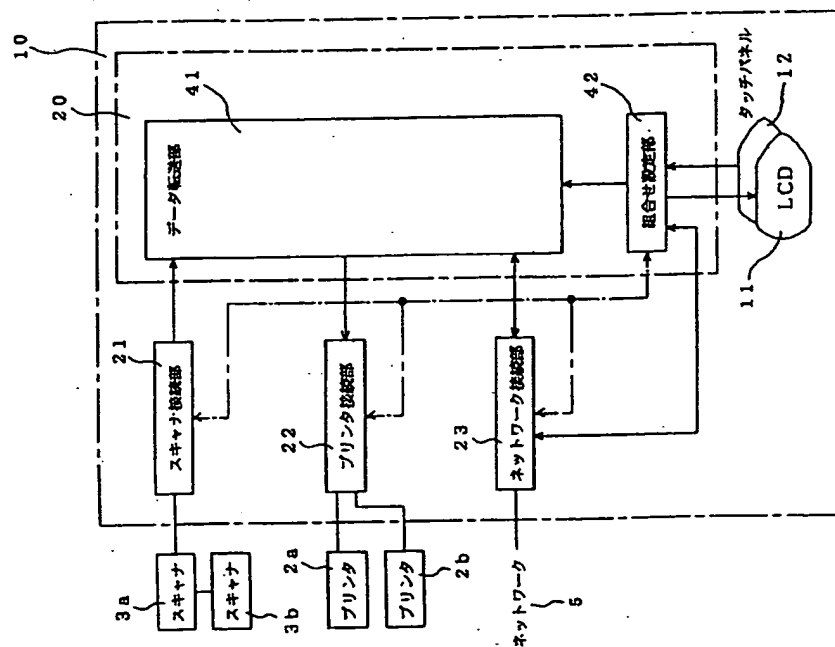 10
20
41
データ転送部
42
組合せ設定部
タッチパネル
12
LCD
11
21
スキャナ接続部
22
プリンタ接続部
23
ネットワーク接続部
3a
スキャナ
スキャナ
3b
2a
プリンタ
プリンタ
2b
ネットワーク
5